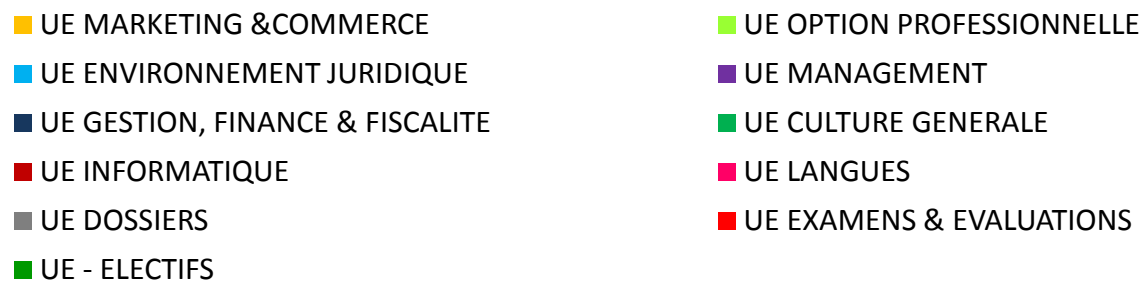 UE MARKETING &COMMERCE
UE ENVIRONNEMENT JURIDIQUE
UE GESTION, FINANCE & FISCALITE
UE INFORMATIQUE
UE DOSSIERS
UE - ELECTIFS
UE OPTION PROFESSIONNELLE
UE MANAGEMENT
UE CULTURE GENERALE
UE LANGUES
UE EXAMENS & EVALUATIONS